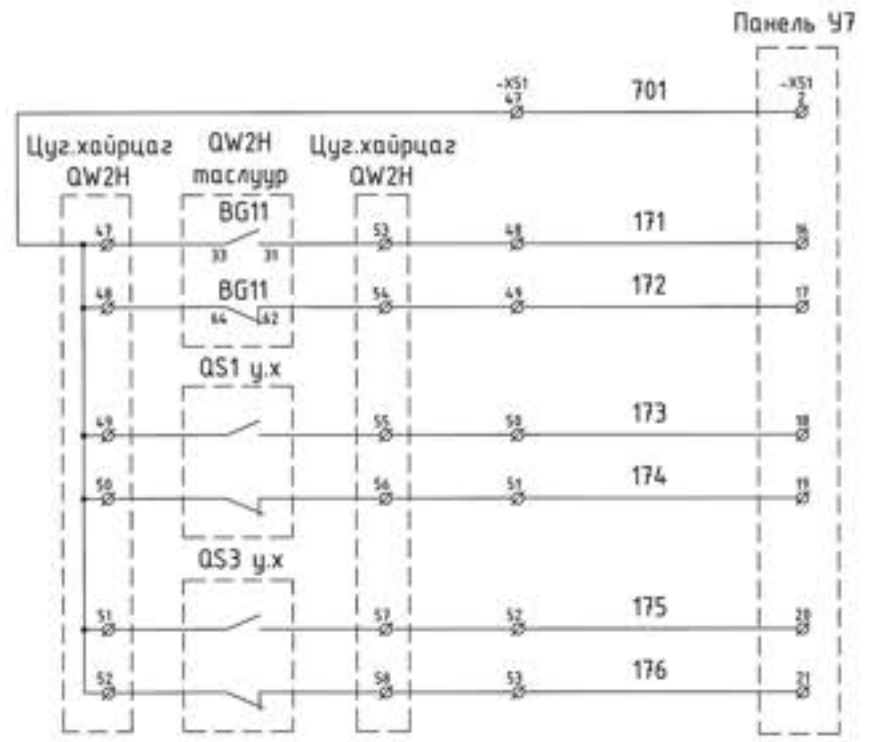 Панель У7
-XS1
47
701
-XS1
2
Цуг.хайрцаг
QW2H
QW2H
таслуур
Цуг.хайрцаг
QW2H
47
BG11
33
31
53
48
171
16
48
BG11
64
62
54
49
172
17
QS1 у.х
49
55
50
173
18
50
56
51
174
19
QS3 у.х
51
57
52
175
20
52
58
53
176
21